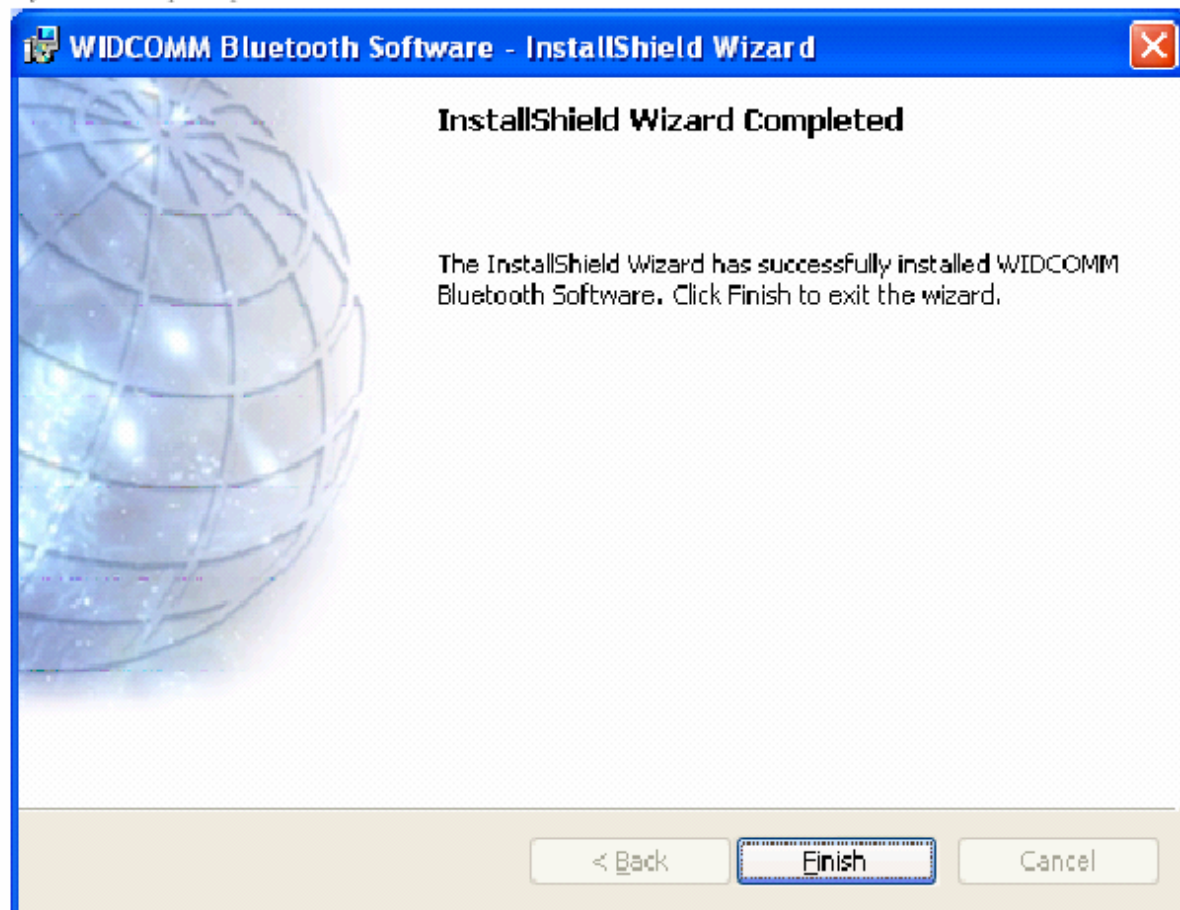 WIDCOMM Bluetooth Software - InstallShield Wizard
InstallShield Wizard Completed
The InstallShield Wizard has successfully installed WIDCOMM
Bluetooth Software. Click Finish to exit the wizard.
< Back
Finish
Cancel